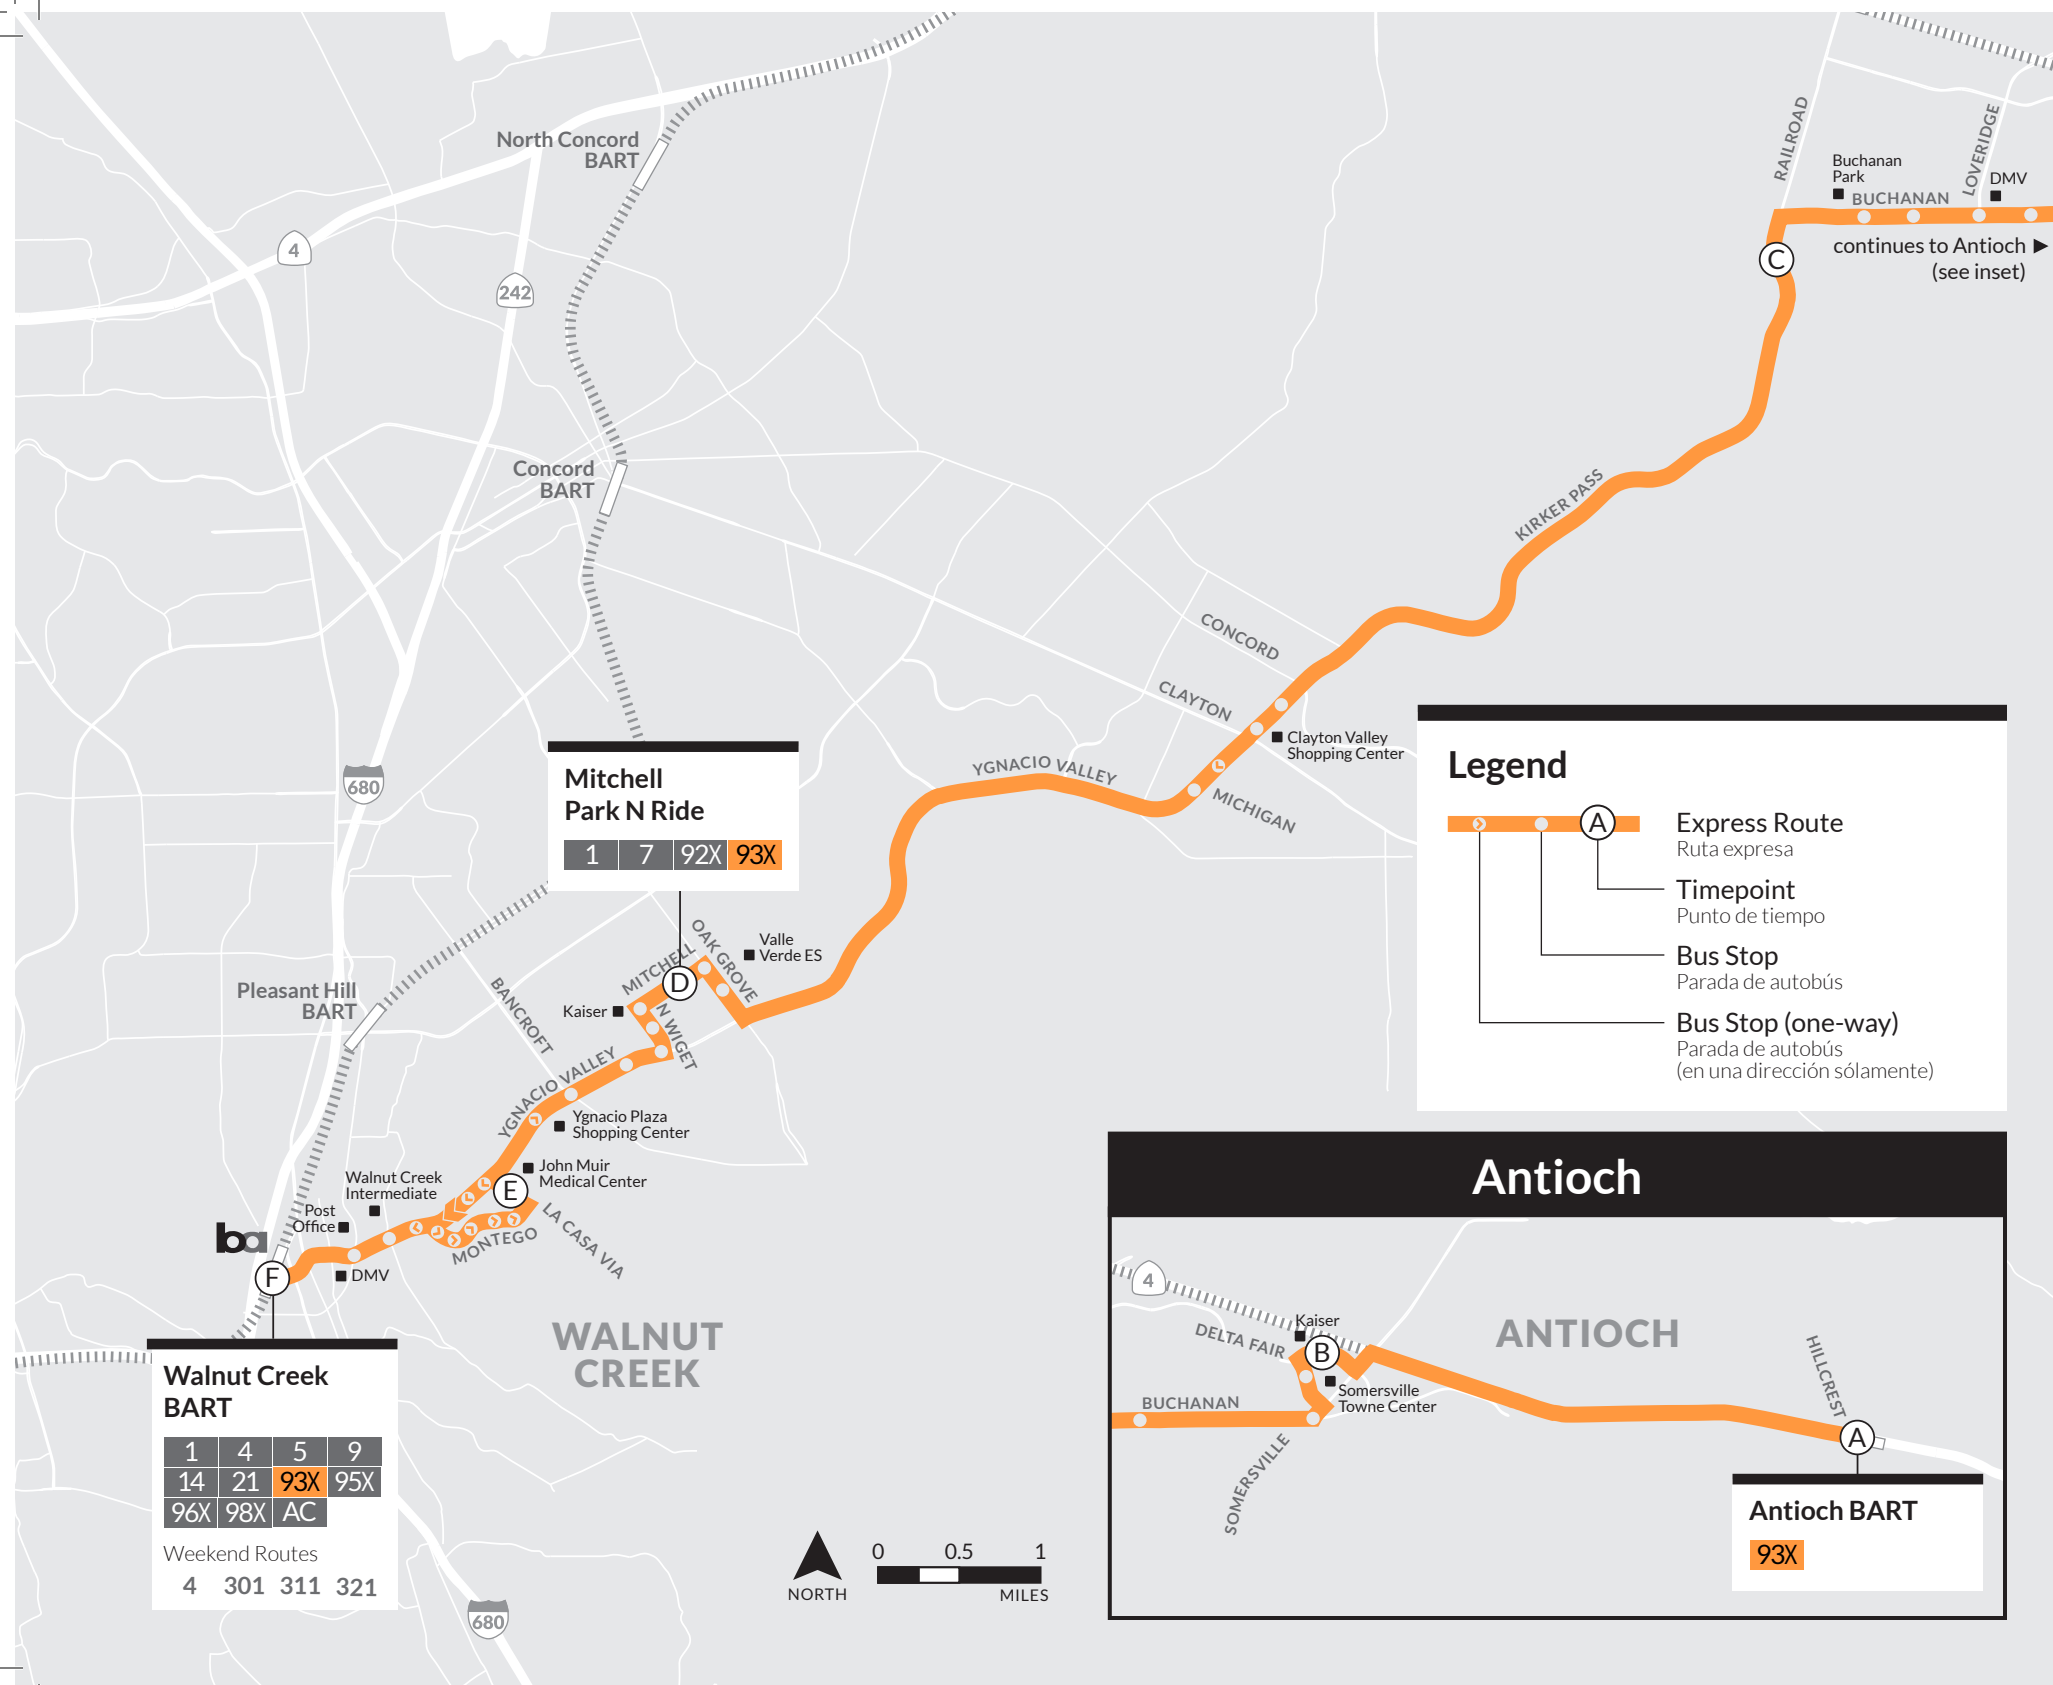 North Concord
BART
4
242
RAILROAD
Buchanan
Park
BUCHANAN
LOVERIDGE
DMV
continues to Antioch
(see inset)
C
Concord
BART
KIRKER PASS
CONCORD
CLAYTON
Clayton Valley
Shopping Center
YGNACIO VALLEY
MICHIGAN
680
Mitchell
Park N Ride
1 7 92X 93X
Legend
A
Express Route
Ruta expresa
Timepoint
Punto de tiempo
Bus Stop
Parada de autobús
Bus Stop (one-way)
Parada de autobús
(en una dirección sólamente)
OAK GROVE
MITCHELL
Valle
Verde ES
D
Kaiser
N WIGET
Pleasant Hill
BART
BANCROFT
YGNACIO VALLEY
Ygnacio Plaza
Shopping Center
John Muir
Medical Center
E
Walnut Creek
Intermediate
Post
Office
MONTEGO
LA CASA VIA
ba
F
DMV
WALNUT
CREEK
Walnut Creek
BART
1 4 5 9
14 21 93X 95X
96X 98X AC
Weekend Routes
4 301 311 321
680
NORTH
0 0.5 1
MILES
Antioch
4
Kaiser
DELTA FAIR
B
ANTIOCH
HILLCREST
Somersville
Towne Center
BUCHANAN
SOMERSVILLE
A
Antioch BART
93X